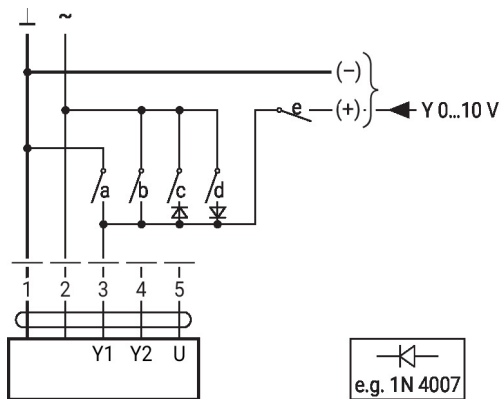 ⊥ ~
(–)
e (+) Y 0...10 V
a b c d
1 2 3 4 5
Y1 Y2 U
e.g. 1N 4007